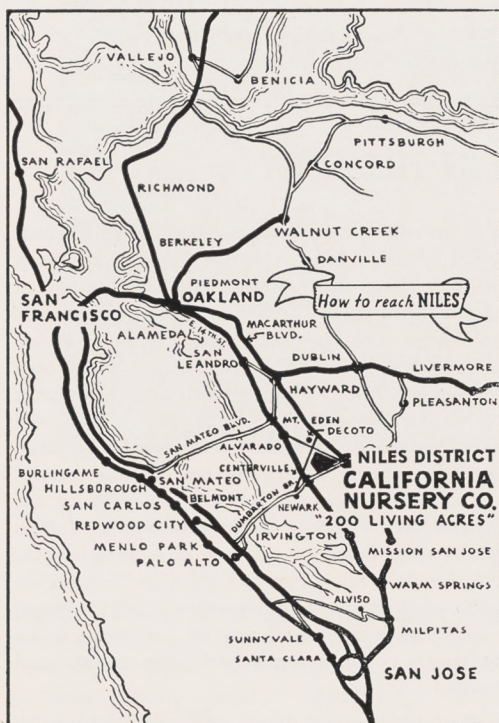 VALLEJO
BENICIA
PITTSBURGH
CONCORD
SAN RAFAEL
RICHMOND
WALNUT CREEK
BERKELEY
DANVILLE
PIEDMONT
OAKLAND
How to reach NILES
SAN
FRANCISCO
ALAMEDA
E. 14TH ST.
MACARTHUR
BLVD.
SAN
LEANDRO
DUBLIN
LIVERMORE
HAYWARD
PLEASANTON
MT. EDEN
DECOTO
SAN MATEO BLVD.
ALVARADO
NILES DISTRICT
CALIFORNIA
NURSERY CO.
"200 LIVING ACRES"
CENTERVILLE
BURLINGAME
HILLSBOROUGH
SAN MATEO
BELMONT
DUMBARTON BR.
NEWARK
SAN CARLOS
REDWOOD CITY
IRVINGTON
MENLO PARK
MISSION SAN JOSE
PALO ALTO
WARM SPRINGS
ALVISO
MILPITAS
SUNNYVALE
SANTA CLARA
SAN JOSE